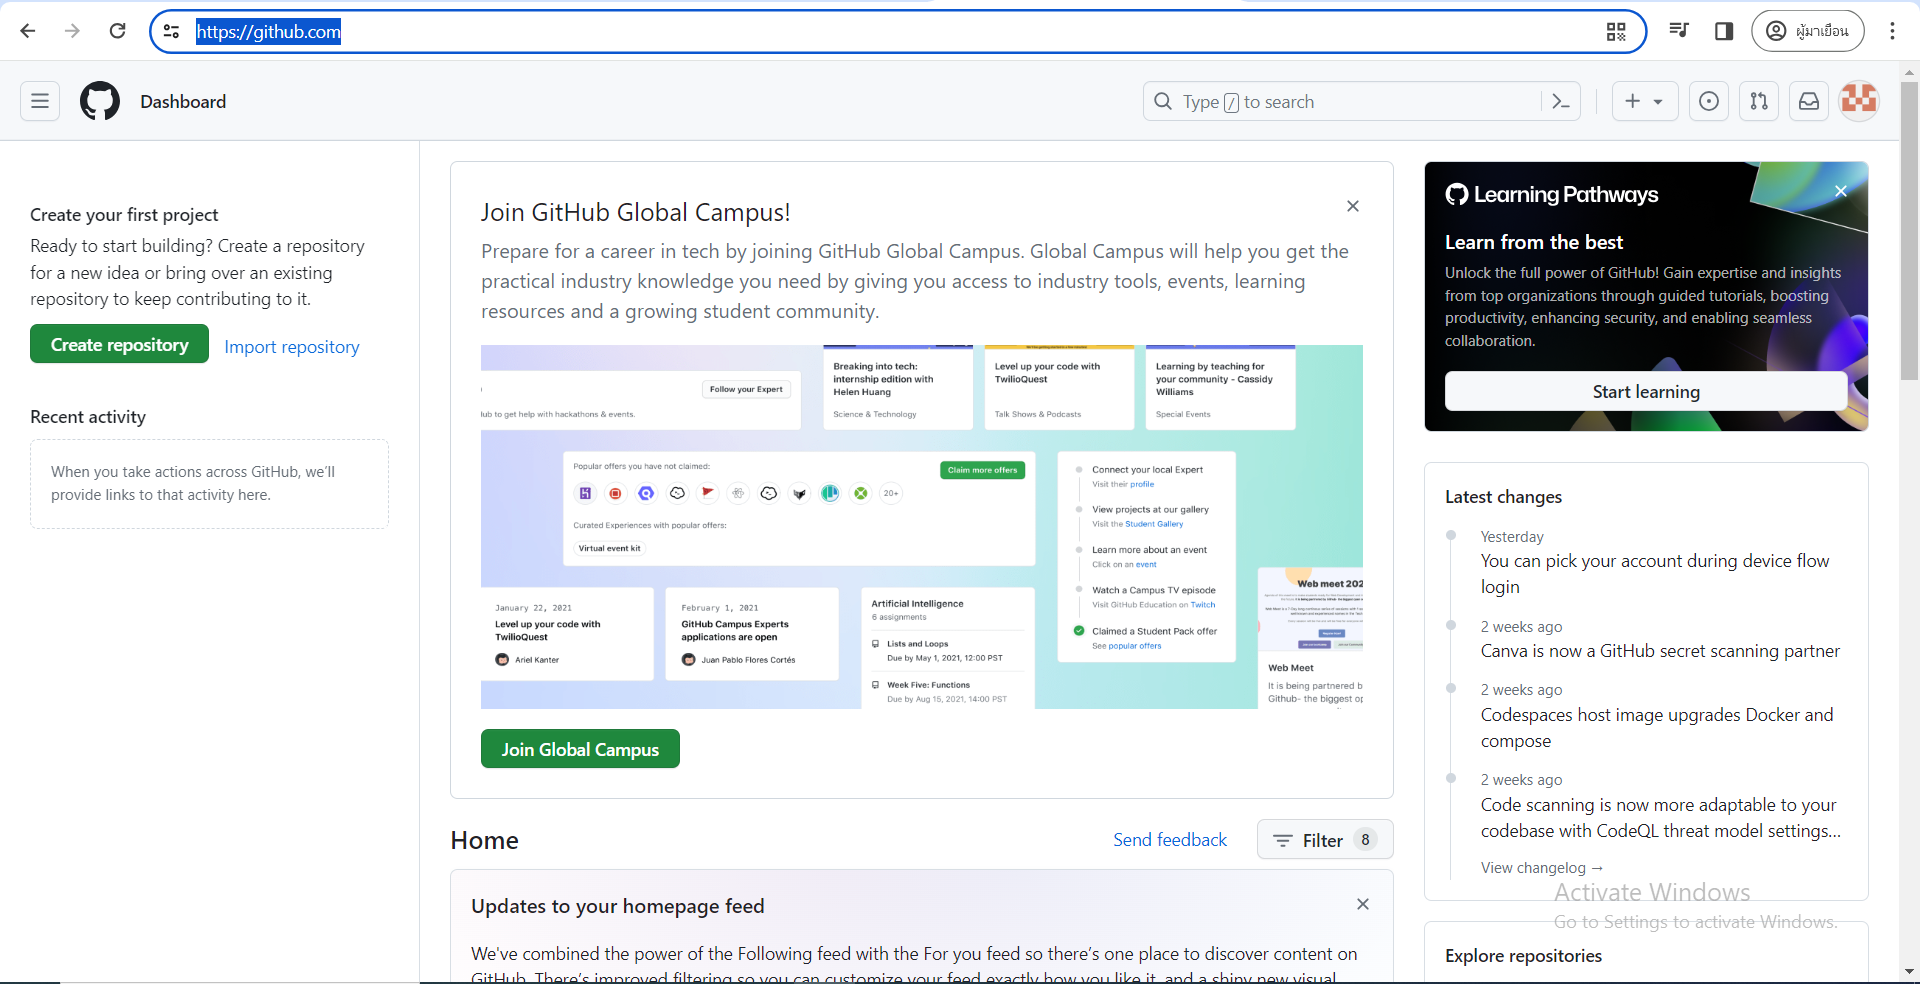 https://github.com
ผู้มาเยือน
Dashboard
Type / to search
Create your first project
Ready to start building? Create a repository
for a new idea or bring over an existing
repository to keep contributing to it.
Create repository
Import repository
Recent activity
When you take actions across GitHub, we'll
provide links to that activity here.
Join GitHub Global Campus!
Prepare for a career in tech by joining GitHub Global Campus. Global Campus will help you get the
practical industry knowledge you need by giving you access to industry tools, events, learning
resources and a growing student community.
Follow your Expert
to get help with hackathons & events.
Breaking into tech:
internship edition with
Helen Huang
Science & Technology
Level up your code with
TwilioQuest
Talk Shows & Podcasts
Learning by teaching for
your community - Cassidy
Williams
Special Events
Popular offers you have not claimed:
Claim more offers
20+
Curated Experiences with popular offers:
Virtual event kit
Connect your local Expert
Visit their profile
View projects at our gallery
Visit the Student Gallery
Learn more about an event
Click on an event
Watch a Campus TV episode
Visit GitHub Education on Twitch
Claimed a Student Pack offer
See popular offers
January 22, 2021
Level up your code with
TwilioQuest
Ariel Kanter
February 1, 2021
GitHub Campus Experts
applications are open
Juan Pablo Flores Cortés
Artificial Intelligence
6 assignments
Lists and Loops
Due by May 1, 2021, 12:00 PST
Week Five: Functions
Due by Aug 15, 2021, 14:00 PST
Web meet 202
Web Meet
It is being partnered b
Github- the biggest op
Join Global Campus
Home
Send feedback
Filter 8
Updates to your homepage feed
We've combined the power of the Following feed with the For you feed so there's one place to discover content on
GitHub. There's improved filtering so you can customize your feed exactly how you like it, and a shiny new visual
Learning Pathways
Learn from the best
Unlock the full power of GitHub! Gain expertise and insights
from top organizations through guided tutorials, boosting
productivity, enhancing security, and enabling seamless
collaboration.
Start learning
Latest changes
Yesterday
You can pick your account during device flow
login
2 weeks ago
Canva is now a GitHub secret scanning partner
2 weeks ago
Codespaces host image upgrades Docker and
compose
2 weeks ago
Code scanning is now more adaptable to your
codebase with CodeQL threat model settings...
View changelog →
Activate Windows
Go to Settings to activate Windows.
Explore repositories